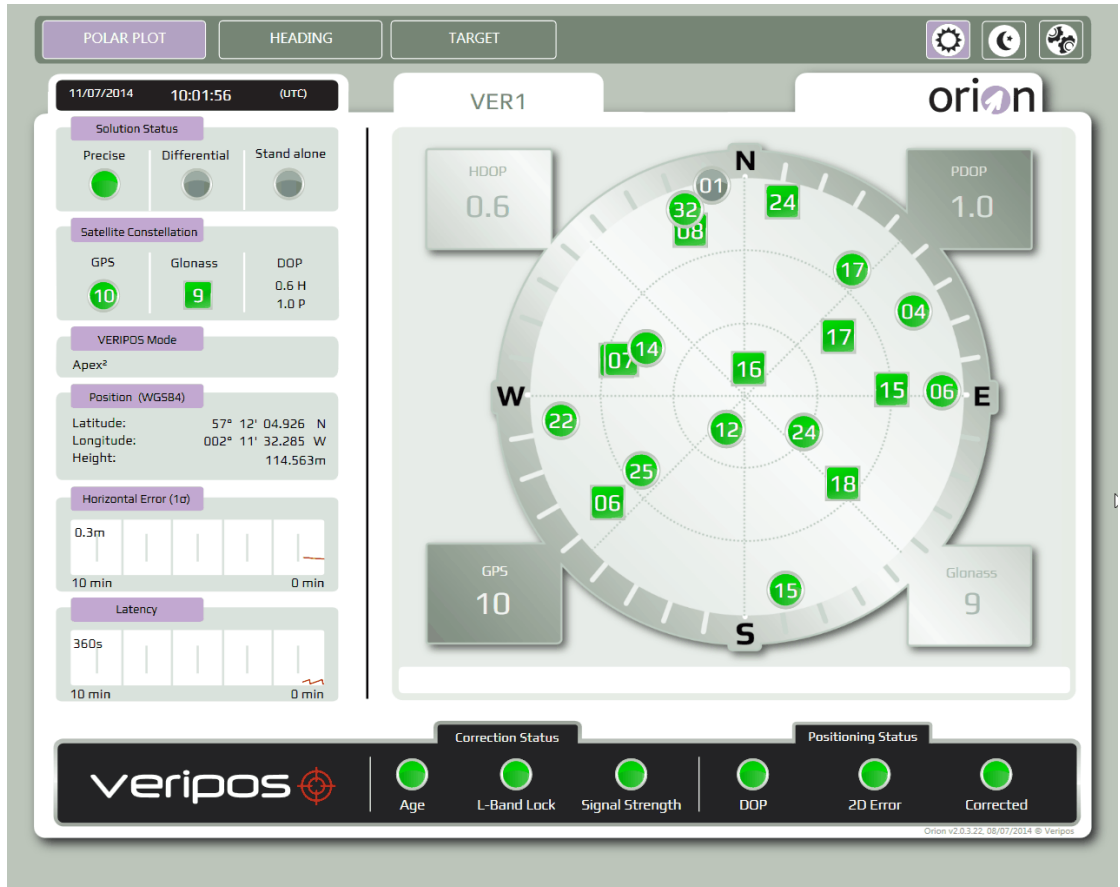 POLAR PLOT HEADING TARGET
11/07/2014 10:01:56 (UTC)
VER1
orion
Solution Status
Precise Differential Stand alone
Satellite Constellation
GPS Glonass DOP
10 9 0.6 H
1.0 P
VERIPOS Mode
Apex²
Position (WGS84)
Latitude: 57° 12' 04.926 N
Longitude: 002° 11' 32.285 W
Height: 114.563m
Horizontal Error (1σ)
0.3m
10 min 0 min
Latency
360s
10 min 0 min
HDOP
0.6
PDOP
1.0
N
01
32
24
08
17
04
17
07
14
16
15
06
W
E
22
12
24
25
18
06
15
S
GPS
10
Glonass
9
veripos
Correction Status
Age L-Band Lock Signal Strength
Positioning Status
DOP 2D Error Corrected
Orion v2.0.3.22, 08/07/2014 © Veripos